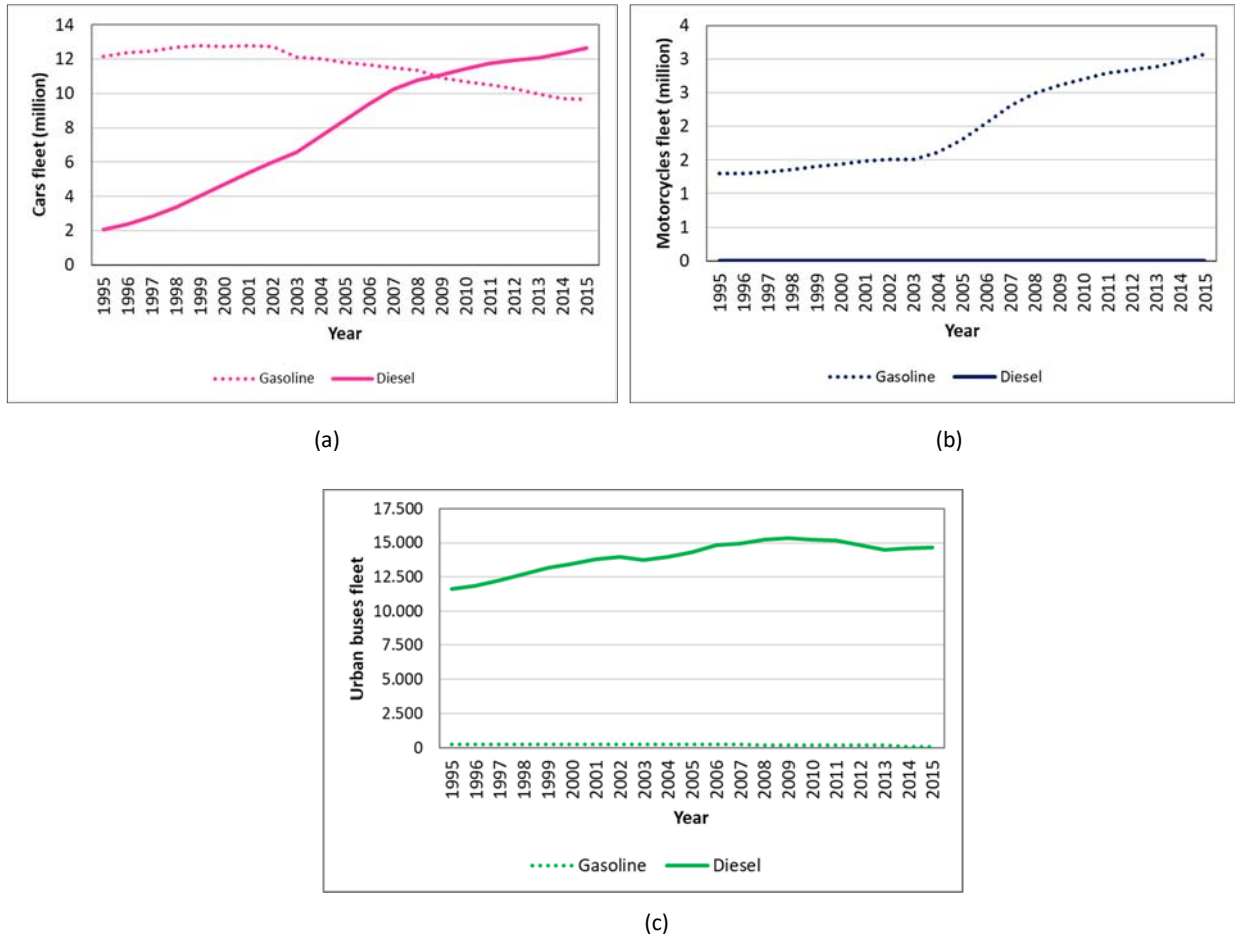 Cars fleet (million)
14
12
10
8
6
4
2
0
1995 1996 1997 1998 1999 2000 2001 2002 2003 2004 2005 2006 2007 2008 2009 2010 2011 2012 2013 2014 2015
Year
Gasoline Diesel
(a)
Motorcycles fleet (million)
4
3
3
2
2
1
1
0
1995 1996 1997 1998 1999 2000 2001 2002 2003 2004 2005 2006 2007 2008 2009 2010 2011 2012 2013 2014 2015
Year
Gasoline Diesel
(b)
Urban buses fleet
17.500
15.000
12.500
10.000
7.500
5.000
2.500
0
1995 1996 1997 1998 1999 2000 2001 2002 2003 2004 2005 2006 2007 2008 2009 2010 2011 2012 2013 2014 2015
Year
Gasoline Diesel
(c)